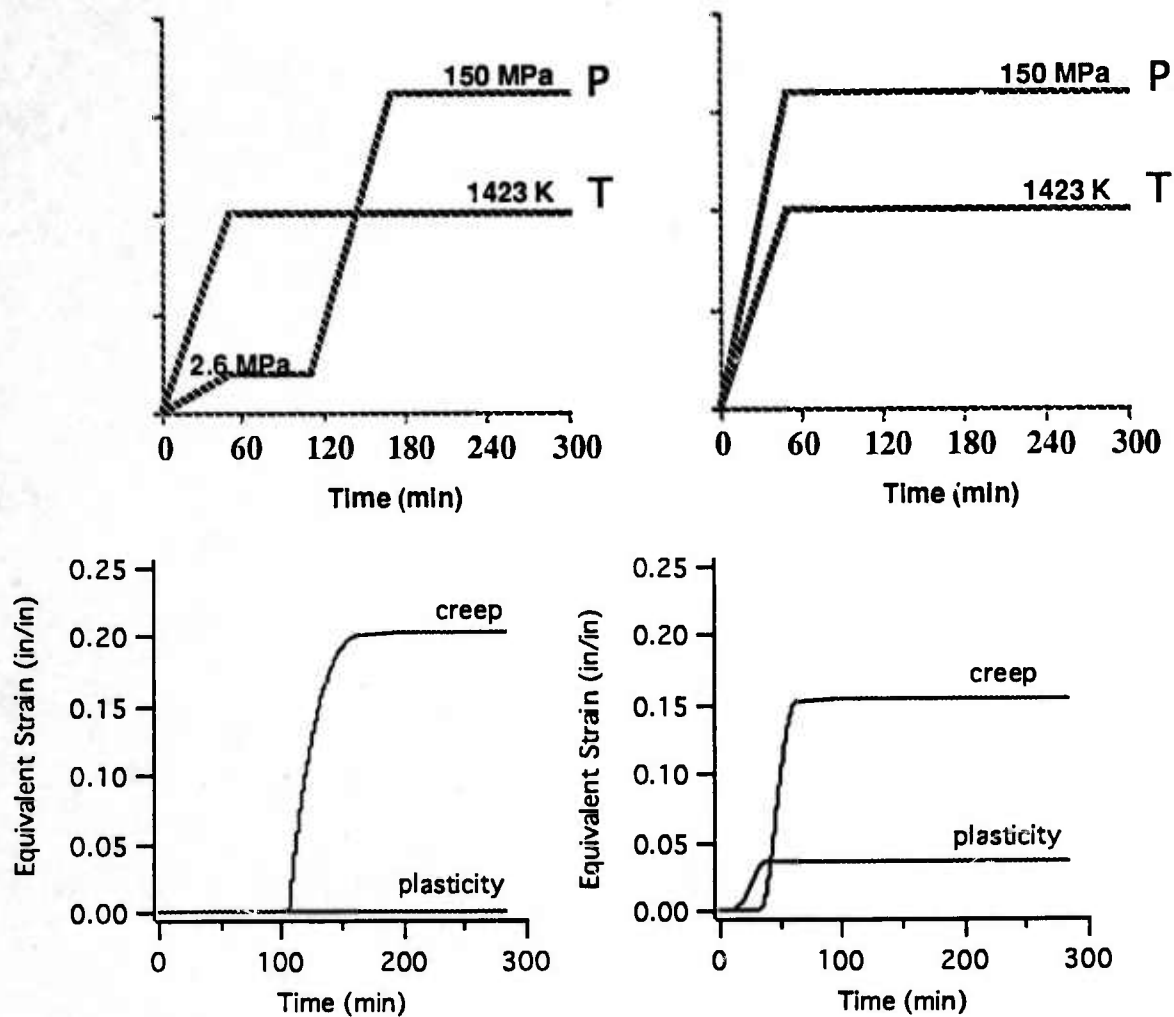 150 MPa P
1423 K T
2.6 MPa
0 60 120 180 240 300
Time (min)
150 MPa P
1423 K T
0 60 120 180 240 300
Time (min)
Equivalent Strain (in/in)
0.25
0.20
0.15
0.10
0.05
0.00
creep
plasticity
0 100 200 300
Time (min)
Equivalent Strain (in/in)
0.25
0.20
0.15
0.10
0.05
0.00
creep
plasticity
0 100 200 300
Time (min)